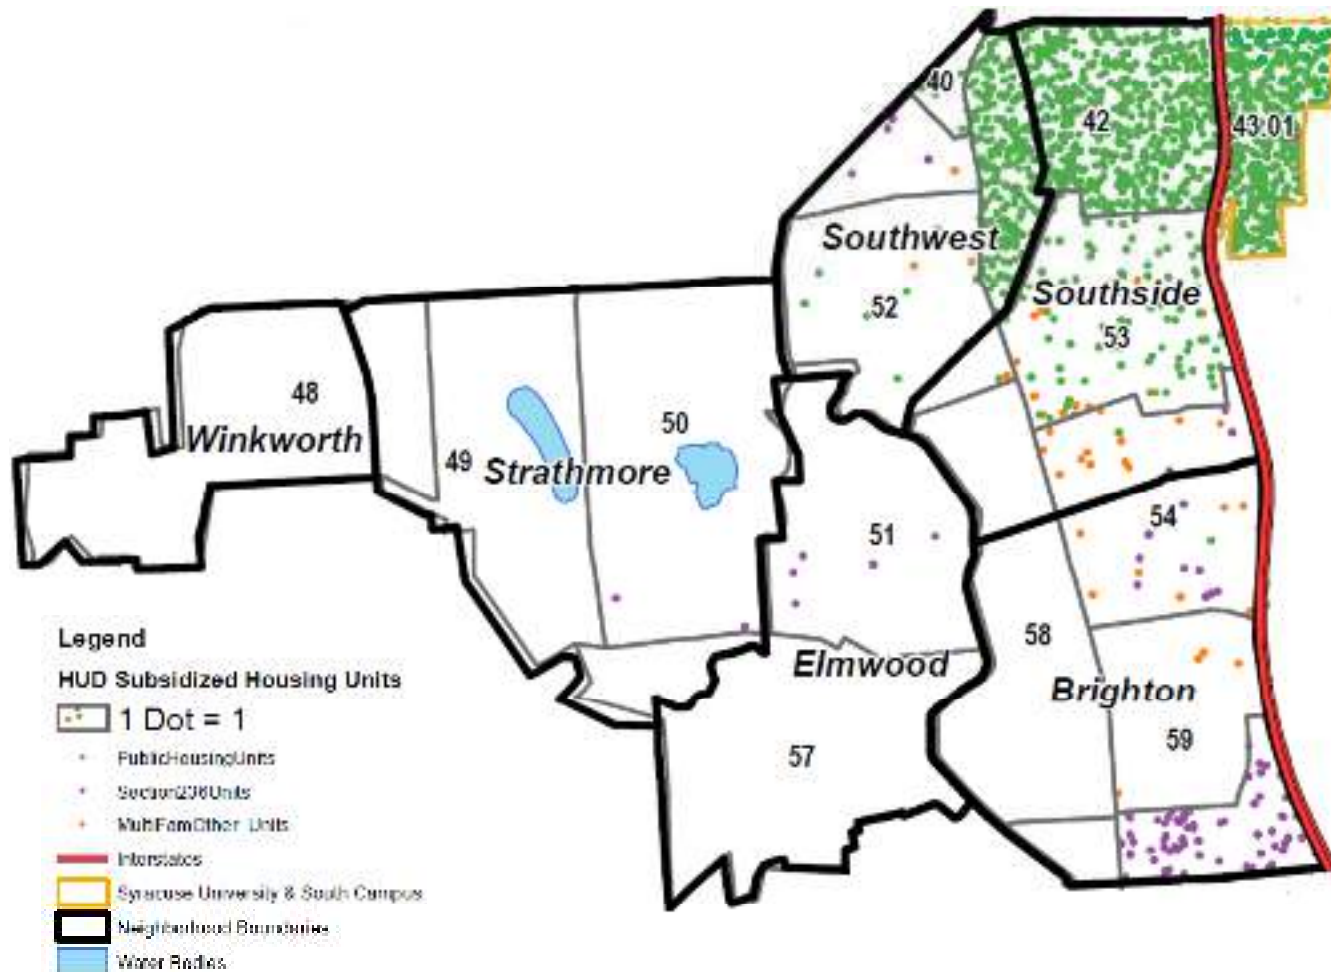 40
42
43.01
Southwest
Southside
52
53
48
50
Winkworth
49
Strathmore
54
51
58
Elmwood
Brighton
59
57
Legend
HUD Subsidized Housing Units
1 Dot = 1
PublicHousingUnits
Section236Units
MultiFamOther_Units
Interstates
Syracuse University & South Campus
Neighborhood Boundaries
Water Bodies